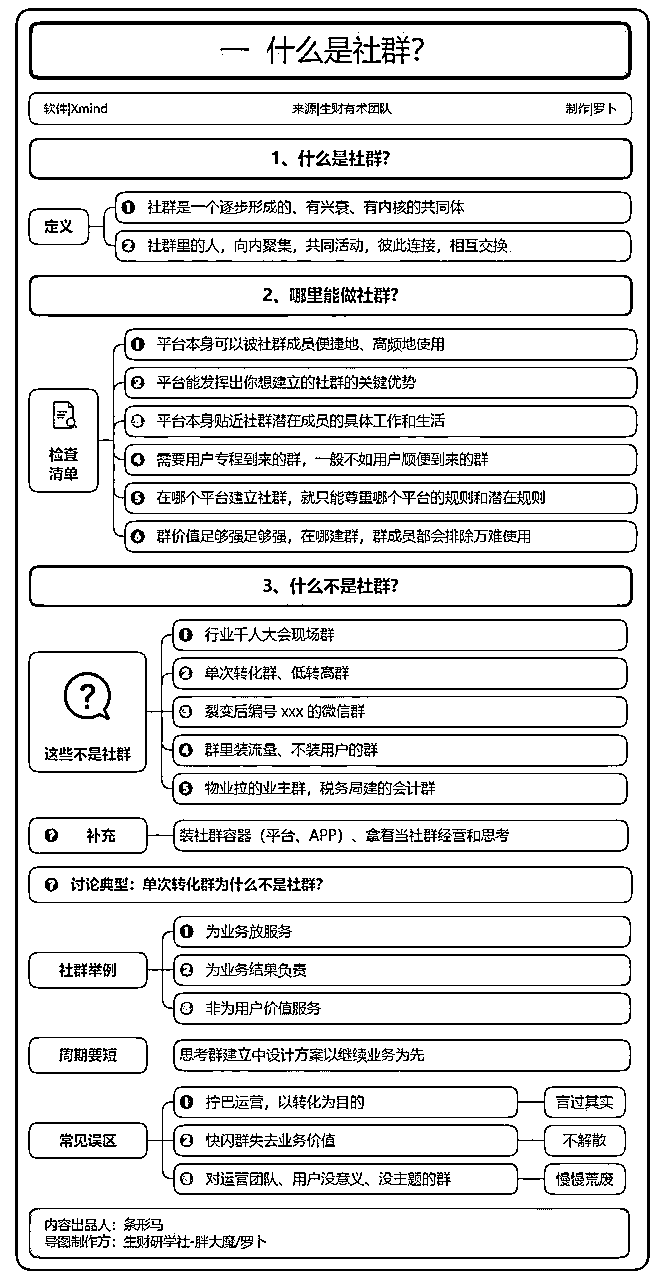 一 什么是社群?
软件|Xmind 来源|生财有术团队 制作|罗卜
1、什么是社群?
定义
❶ 社群是一个逐步形成的、有兴衰、有内核的共同体
❷ 社群里的人，向内聚集，共同活动，彼此连接，相互交换
2、哪里能做社群?
检查
清单
❶ 平台本身可以被社群成员便捷地、高频地使用
❷ 平台能发挥出你想建立的社群的关键优势
❸ 平台本身贴近社群潜在成员的具体工作和生活
❹ 需要用户专程到来的群，一般不如用户顺便到来的群
❺ 在哪个平台建立社群，就只能尊重哪个平台的规则和潜在规则
❻ 群价值足够强足够强，在哪建群，群成员都会排除万难使用
3、什么不是社群?
这些不是社群
❶ 行业千人大会现场群
❷ 单次转化群、低转高群
❸ 裂变后编号 xxx 的微信群
❹ 群里装流量、不装用户的群
❺ 物业拉的业主群，税务局建的会计群
? 补充
装社群容器（平台、APP）、拿着当社群经营和思考
? 讨论典型：单次转化群为什么不是社群?
社群举例
❶ 为业务放服务
❷ 为业务结果负责
❸ 非为用户价值服务
周期要短
思考群建立中设计方案以继续业务为先
常见误区
❶ 拧巴运营，以转化为目的 言过其实
❷ 快闪群失去业务价值 不解散
❸ 对运营团队、用户没意义、没主题的群 慢慢荒废
内容出品人：条形马
导图制作方：生财研学社-胖大魔/罗卜